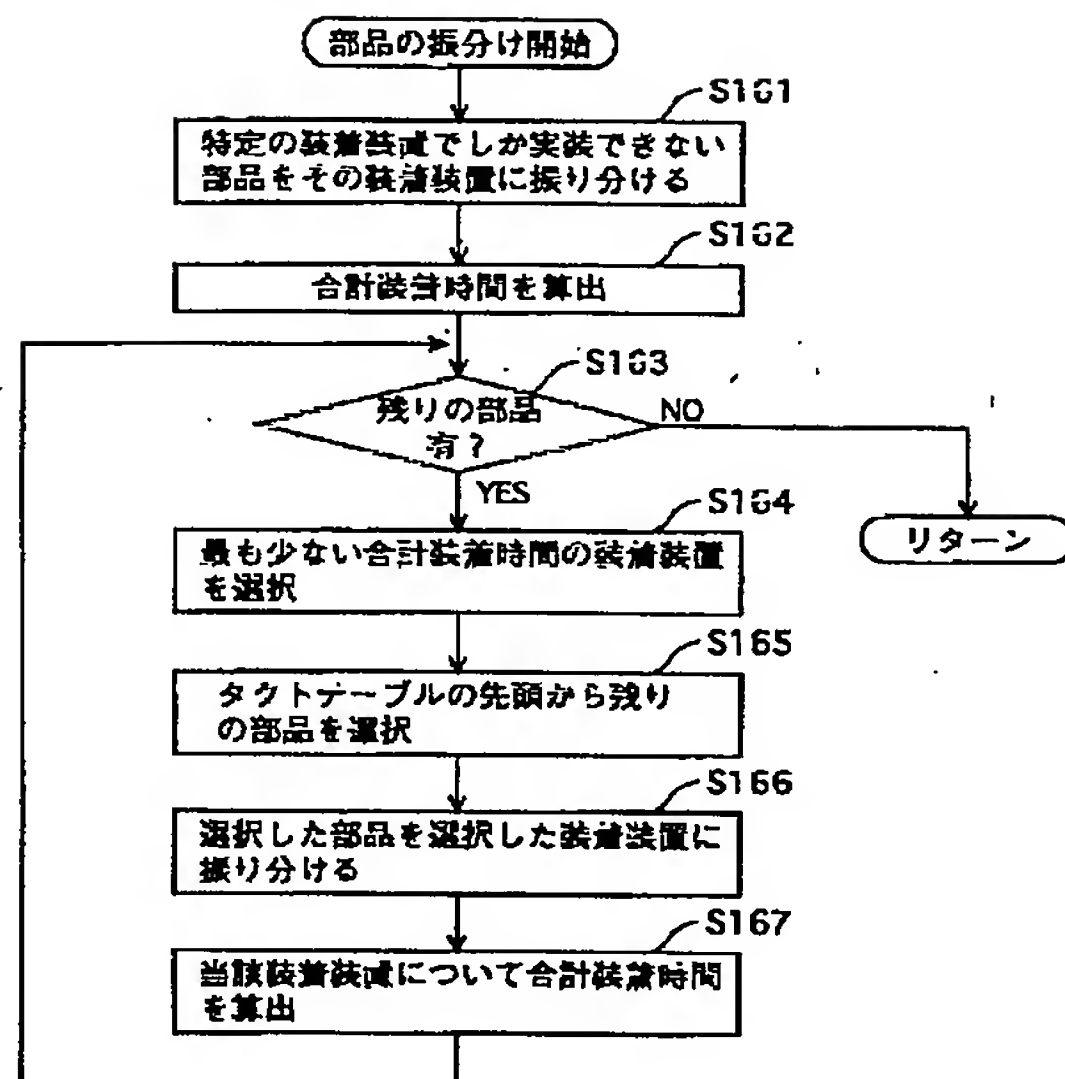 部品の振分け開始
S161
特定の装着装置でしか実装できない
部品をその装着装置に振り分ける
S162
合計装着時間を算出
S163
残りの部品
有？
NO
YES
S164
リターン
最も少ない合計装着時間の装着装置
を選択
S165
タクトテーブルの先頭から残り
の部品を選択
S166
選択した部品を選択した装着装置に
振り分ける
S167
当該装着装置について合計装着時間
を算出